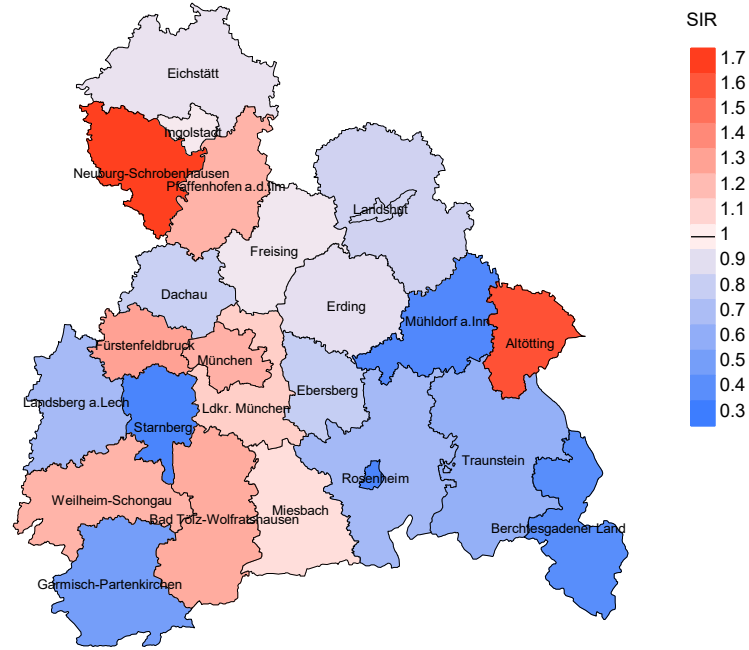 SIR
1.7
1.6
1.5
1.4
1.3
1.2
1.1
1
0.9
0.8
0.7
0.6
0.5
0.4
0.3
Eichstätt
Ingolstadt
Neuburg-Schrobenhausen
Pfaffenhofen a.d.Ilm
Landshut
Freising
Dachau
Erding
Mühldorf a.Inn
Altötting
Fürstenfeldbruck
München
Ebersberg
Landsberg a.Lech
Ldkr. München
Starnberg
Traunstein
Rosenheim
Weilheim-Schongau
Miesbach
Bad Tölz-Wolfratshausen
Berchtesgadener Land
Garmisch-Partenkirchen